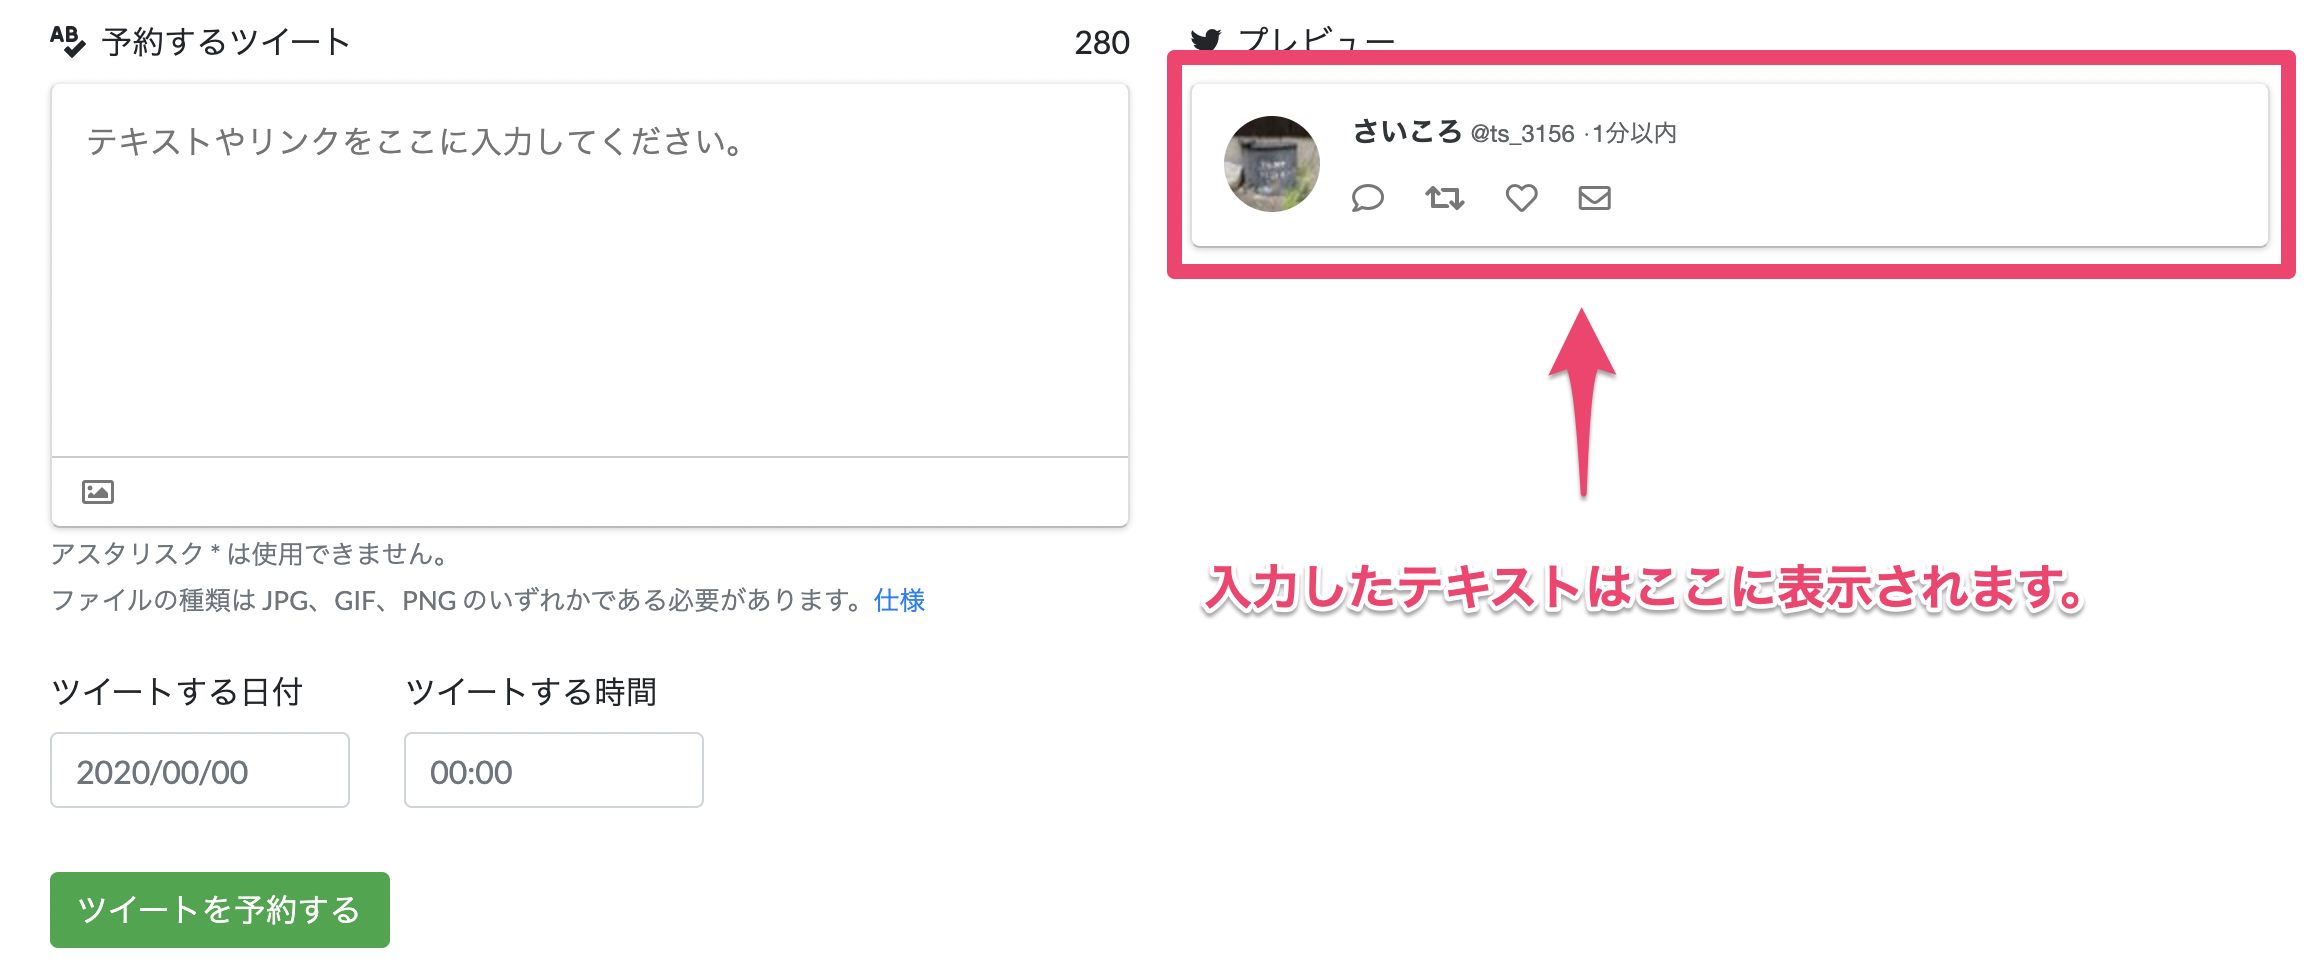 予約するツイート
280
テキストやリンクをここに入力してください。
アスタリスク * は使用できません。
ファイルの種類は JPG、GIF、PNG のいずれかである必要があります。仕様
ツイートする日付
ツイートする時間
2020/00/00
00:00
ツイートを予約する
プレビュー
さいころ @ts_3156 · 1分以内
入力したテキストはここに表示されます。